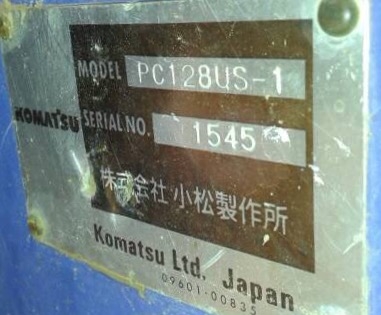 MODEL PC128US-1
KOMATSU SERIAL NO. 1545
株式会社 小松製作所
Komatsu Ltd. Japan
09601-00835